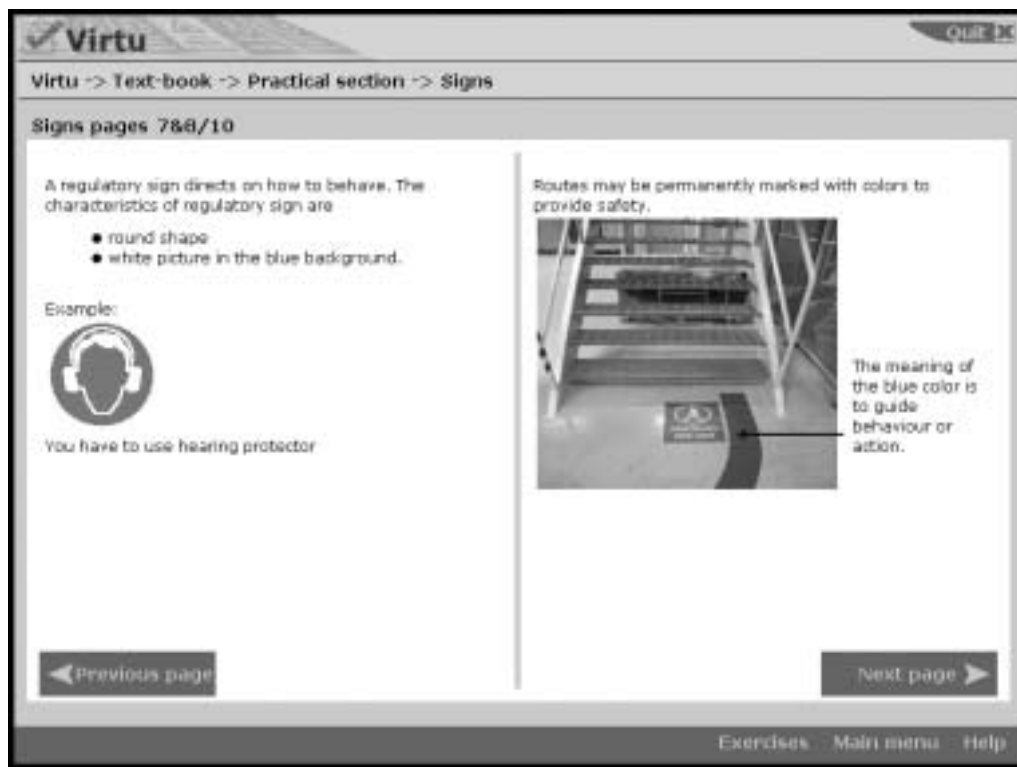 Virtu
Quit
Virtu -> Text-book -> Practical section -> Signs
Signs pages 7&8/10
A regulatory sign directs on how to behave. The
characteristics of regulatory sign are
● round shape
● white picture in the blue background.
Example:
You have to use hearing protector
Routes may be permanently marked with colors to
provide safety.
The meaning of
the blue color is
to guide
behaviour or
action.
Previous page
Next page
Exercises Main menu Help